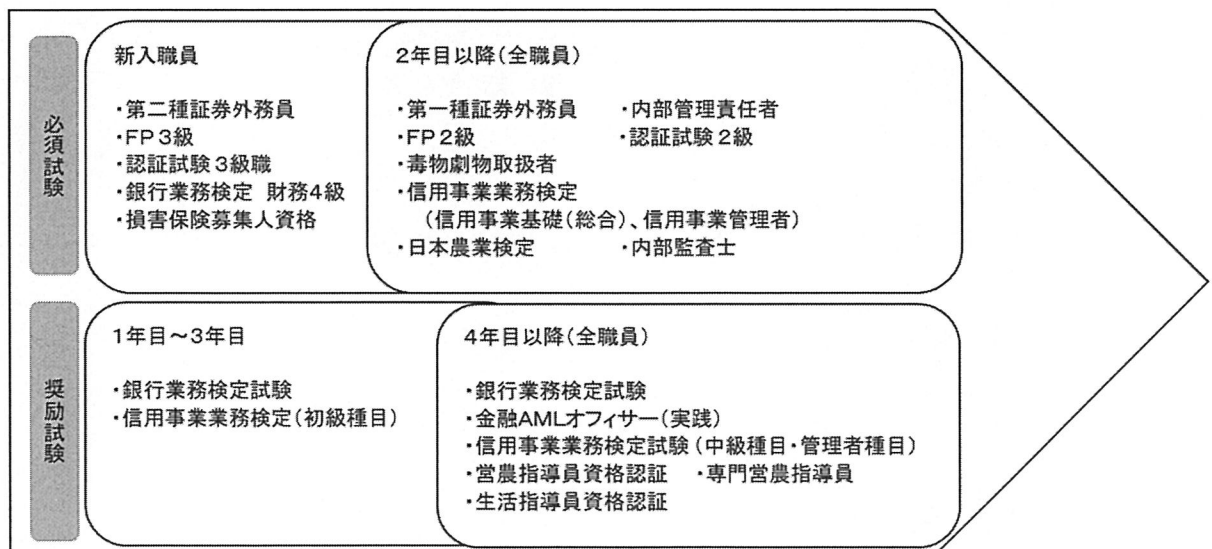 必須試験
新入職員
・第二種証券外務員
・FP3級
・認証試験3級職
・銀行業務検定 財務4級
・損害保険募集人資格
2年目以降(全職員)
・第一種証券外務員 ・内部管理責任者
・FP2級 ・認証試験2級
・毒物劇物取扱者
・信用事業業務検定
(信用事業基礎(総合)、信用事業管理者)
・日本農業検定 ・内部監査士
奨励試験
1年目～3年目
・銀行業務検定試験
・信用事業業務検定(初級種目)
4年目以降(全職員)
・銀行業務検定試験
・金融AMLオフィサー(実践)
・信用事業業務検定試験(中級種目・管理者種目)
・営農指導員資格認証 ・専門営農指導員
・生活指導員資格認証